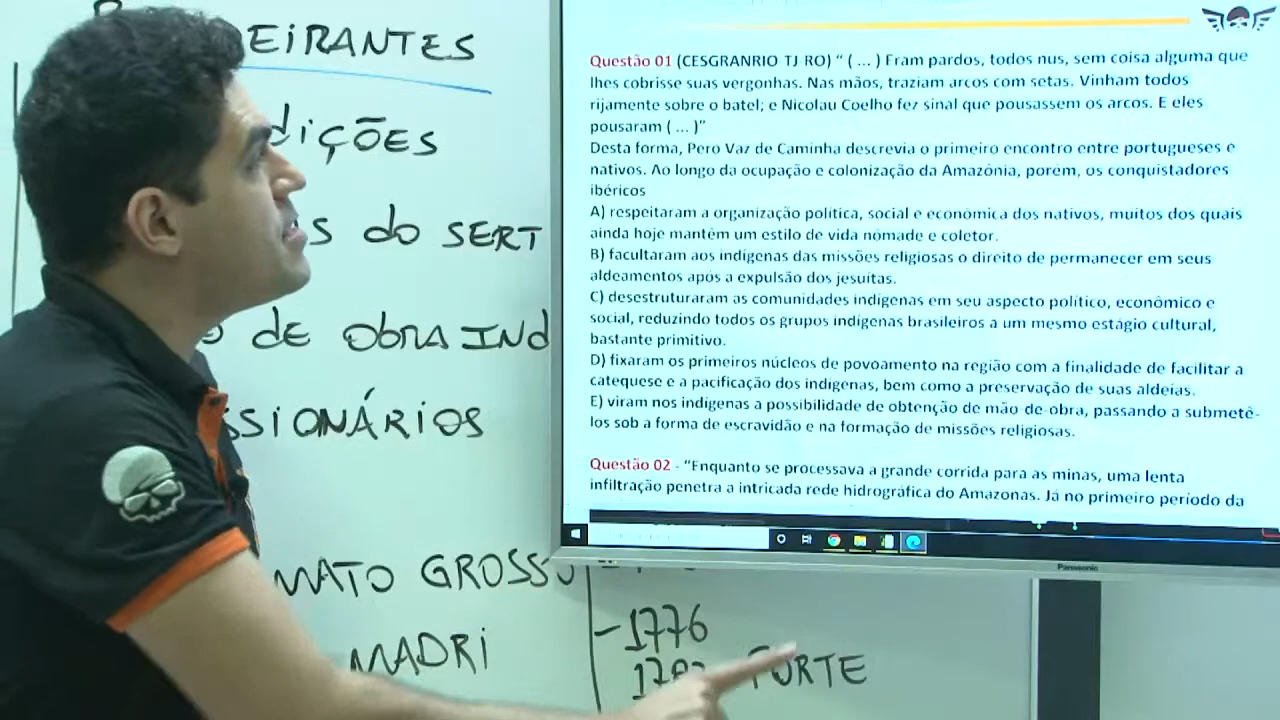 EIRANTES
DIÇÕES
S do SERT
O de OBRA INd
SSIONÁRIOS
MATO GROSSO
MADRI
-1776
FORTE
Questão 01 (CESGRANRIO TJ RO) " ( ... ) Eram pardos, todos nus, sem coisa alguma que
lhes cobrisse suas vergonhas. Nas mãos, traziam arcos com setas. Vinham todos
rijamente sobre o batel; e Nicolau Coelho fez sinal que pousassem os arcos. E eles
pousaram ( ... )"
Desta forma, Pero Vaz de Caminha descrevia o primeiro encontro entre portugueses e
nativos. Ao longo da ocupação e colonização da Amazônia, porém, os conquistadores
ibéricos
A) respeitaram a organização política, social e econômica dos nativos, muitos dos quais
ainda hoje mantêm um estilo de vida nômade e coletor.
B) facultaram aos indígenas das missões religiosas o direito de permanecer em seus
aldeamentos após a expulsão dos jesuítas.
C) desestruturaram as comunidades indígenas em seu aspecto político, econômico e
social, reduzindo todos os grupos indígenas brasileiros a um mesmo estágio cultural,
bastante primitivo.
D) fixaram os primeiros núcleos de povoamento na região com a finalidade de facilitar a
catequese e a pacificação dos indígenas, bem como a preservação de suas aldeias.
E) viram nos indígenas a possibilidade de obtenção de mão-de-obra, passando a submetê-
los sob a forma de escravidão e na formação de missões religiosas.
Questão 02 - "Enquanto se processava a grande corrida para as minas, uma lenta
infiltração penetra a intricada rede hidrográfica do Amazonas. Já no primeiro período da
Panasonic